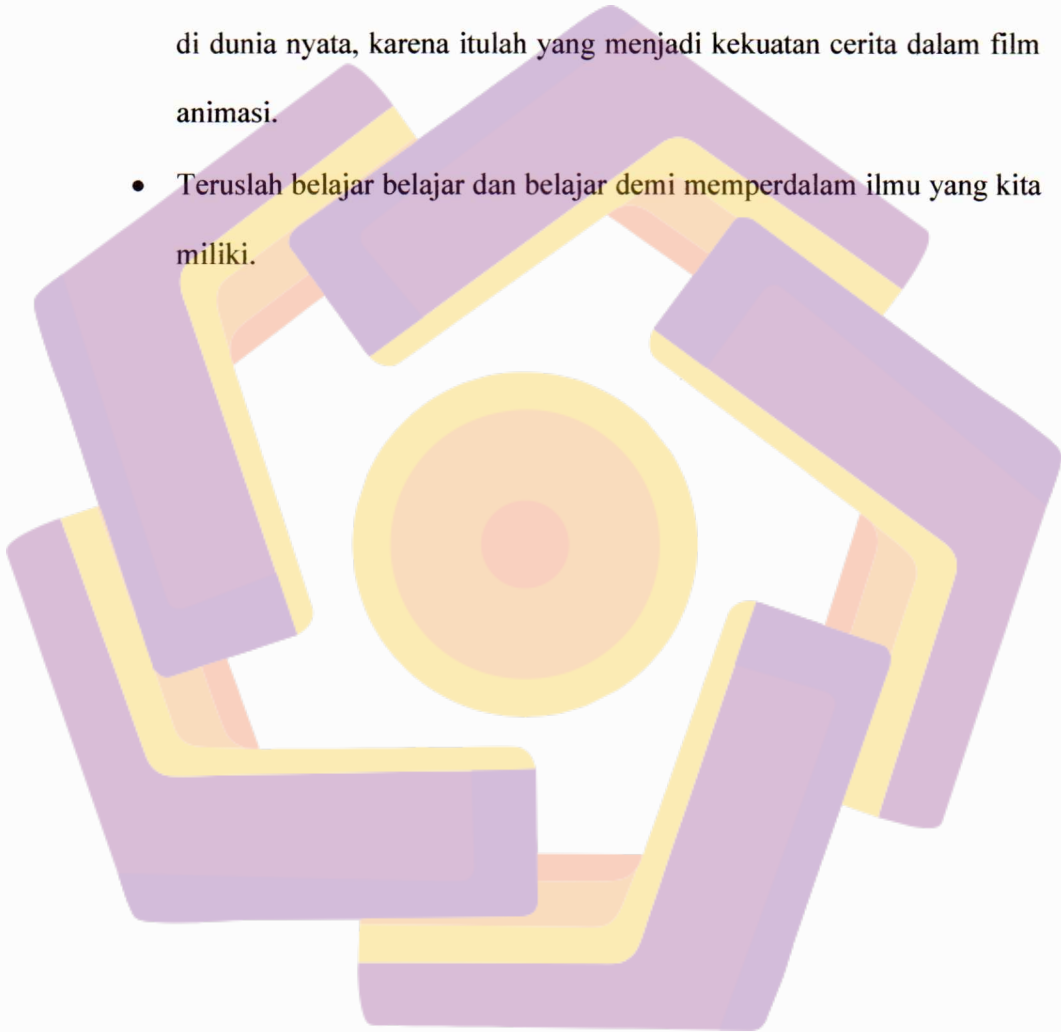 di dunia nyata, karena itulah yang menjadi kekuatan cerita dalam film
animasi.
• Teruslah belajar belajar dan belajar demi memperdalam ilmu yang kita
miliki.